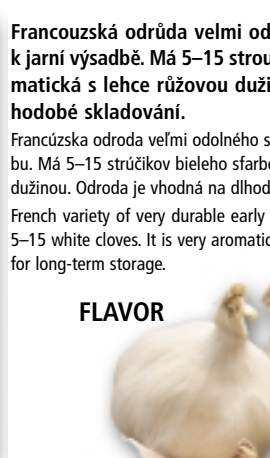 Francouzská odrůda velmi od
k jarní výsadbě. Má 5–15 strou
matická s lehce růžovou duži
hodobé skladování.
Francúzska odroda veľmi odolného s
bu. Má 5–15 strúčikov bieleho sfarbe
dužinou. Odroda je vhodná na dlhod
French variety of very durable early
5–15 white cloves. It is very aromatic
for long-term storage.
FLAVOR